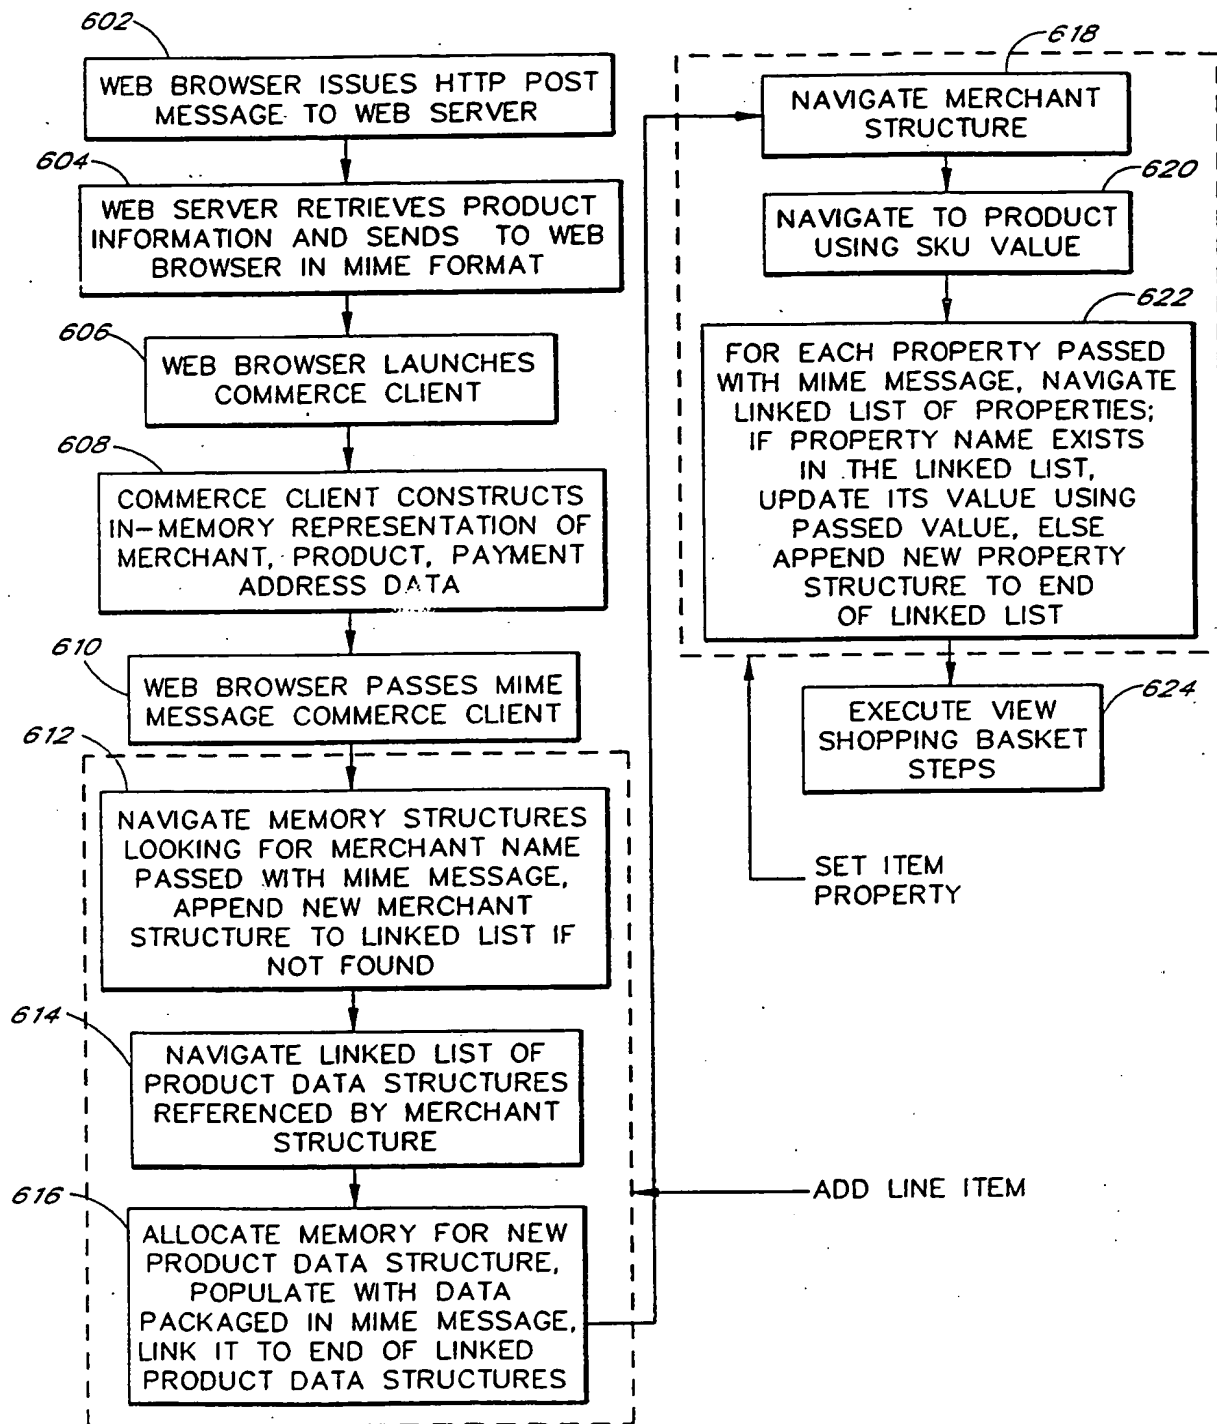 602
WEB BROWSER ISSUES HTTP POST
MESSAGE TO WEB SERVER
604
WEB SERVER RETRIEVES PRODUCT
INFORMATION AND SENDS TO WEB
BROWSER IN MIME FORMAT
606
WEB BROWSER LAUNCHES
COMMERCE CLIENT
608
COMMERCE CLIENT CONSTRUCTS
IN-MEMORY REPRESENTATION OF
MERCHANT, PRODUCT, PAYMENT
ADDRESS DATA
610
WEB BROWSER PASSES MIME
MESSAGE COMMERCE CLIENT
612
NAVIGATE MEMORY STRUCTURES
LOOKING FOR MERCHANT NAME
PASSED WITH MIME MESSAGE,
APPEND NEW MERCHANT
STRUCTURE TO LINKED LIST IF
NOT FOUND
614
NAVIGATE LINKED LIST OF
PRODUCT DATA STRUCTURES
REFERENCED BY MERCHANT
STRUCTURE
616
ALLOCATE MEMORY FOR NEW
PRODUCT DATA STRUCTURE,
POPULATE WITH DATA
PACKAGED IN MIME MESSAGE,
LINK IT TO END OF LINKED
PRODUCT DATA STRUCTURES
ADD LINE ITEM
618
NAVIGATE MERCHANT
STRUCTURE
620
NAVIGATE TO PRODUCT
USING SKU VALUE
622
FOR EACH PROPERTY PASSED
WITH MIME MESSAGE, NAVIGATE
LINKED LIST OF PROPERTIES;
IF PROPERTY NAME EXISTS
IN THE LINKED LIST,
UPDATE ITS VALUE USING
PASSED VALUE, ELSE
APPEND NEW PROPERTY
STRUCTURE TO END
OF LINKED LIST
624
EXECUTE VIEW
SHOPPING BASKET
STEPS
SET ITEM
PROPERTY